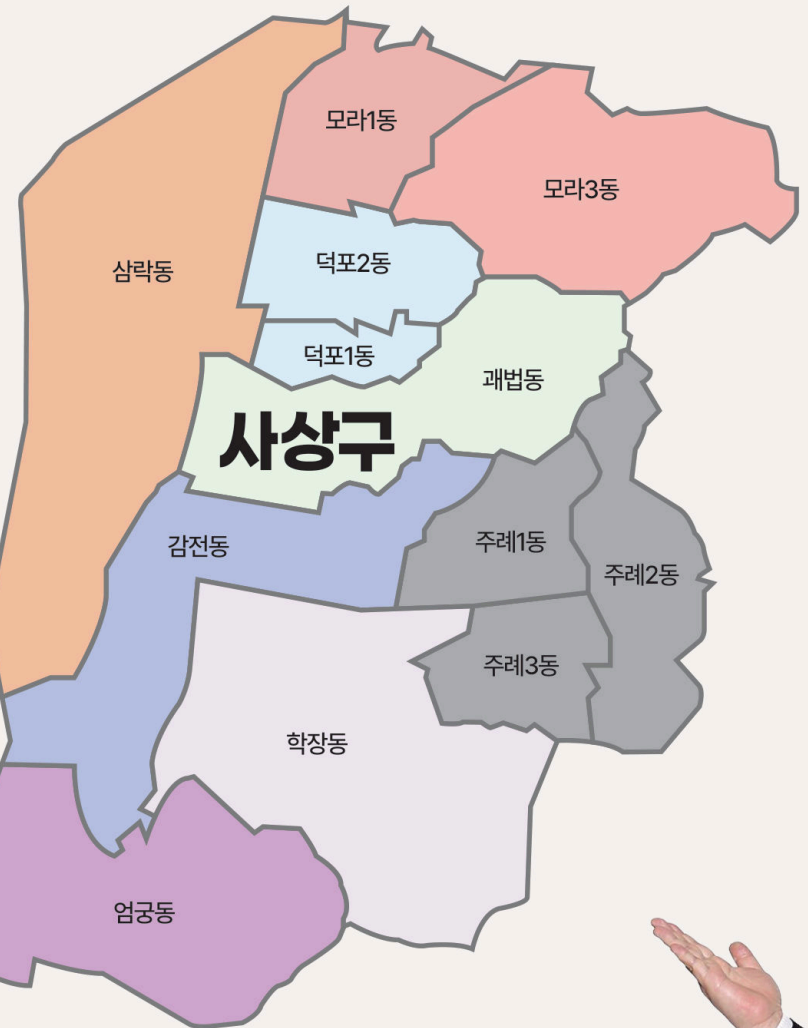 모라1동
모라3동
삼락동
덕포2동
덕포1동
괘법동
사상구
감전동
주례1동
주례2동
주례3동
학장동
엄궁동